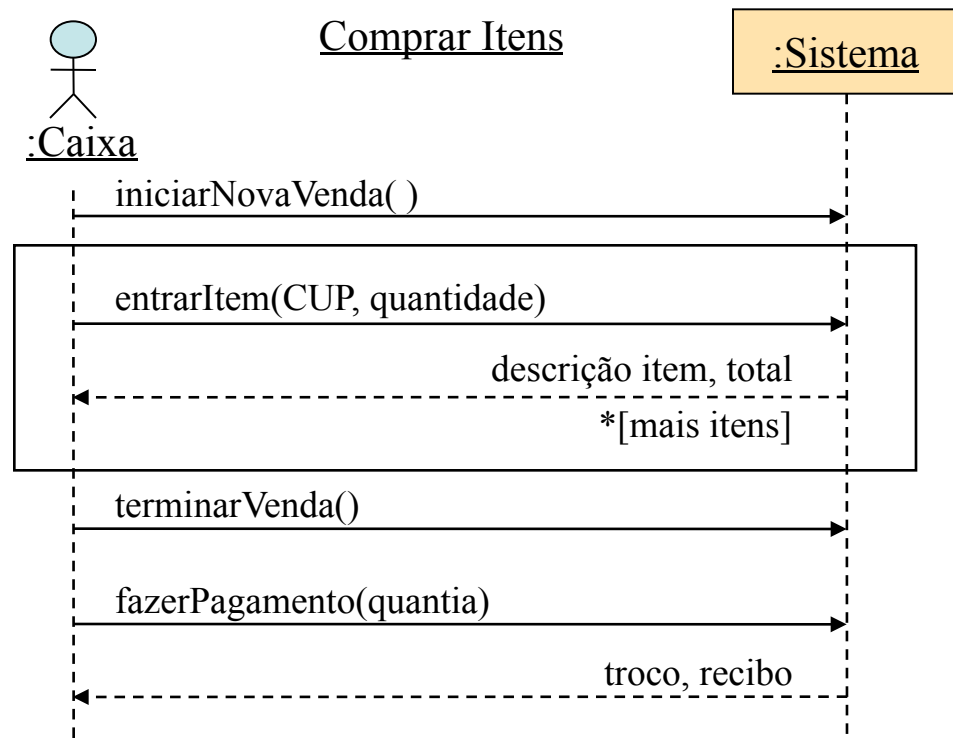 Comprar Itens
:Sistema
:Caixa
iniciarNovaVenda( )
entrarItem(CUP, quantidade)
descrição item, total
*[mais itens]
terminarVenda()
fazerPagamento(quantia)
troco, recibo